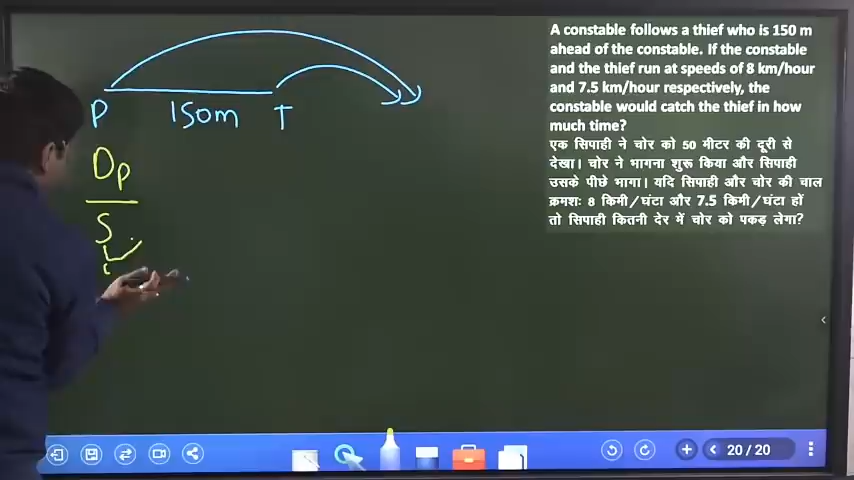 A constable follows a thief who is 150 m
ahead of the constable. If the constable
and the thief run at speeds of 8 km/hour
and 7.5 km/hour respectively, the
constable would catch the thief in how
much time?
एक सिपाही ने चोर को 50 मीटर की दूरी से
देखा। चोर ने भागना शुरू किया और सिपाही
उसके पीछे भागा। यदि सिपाही और चोर की चाल
क्रमशः 8 किमी/घंटा और 7.5 किमी/घंटा हों
तो सिपाही कितनी देर में चोर को पकड़ लेगा?
P 150m T
Dp
S
20 / 20